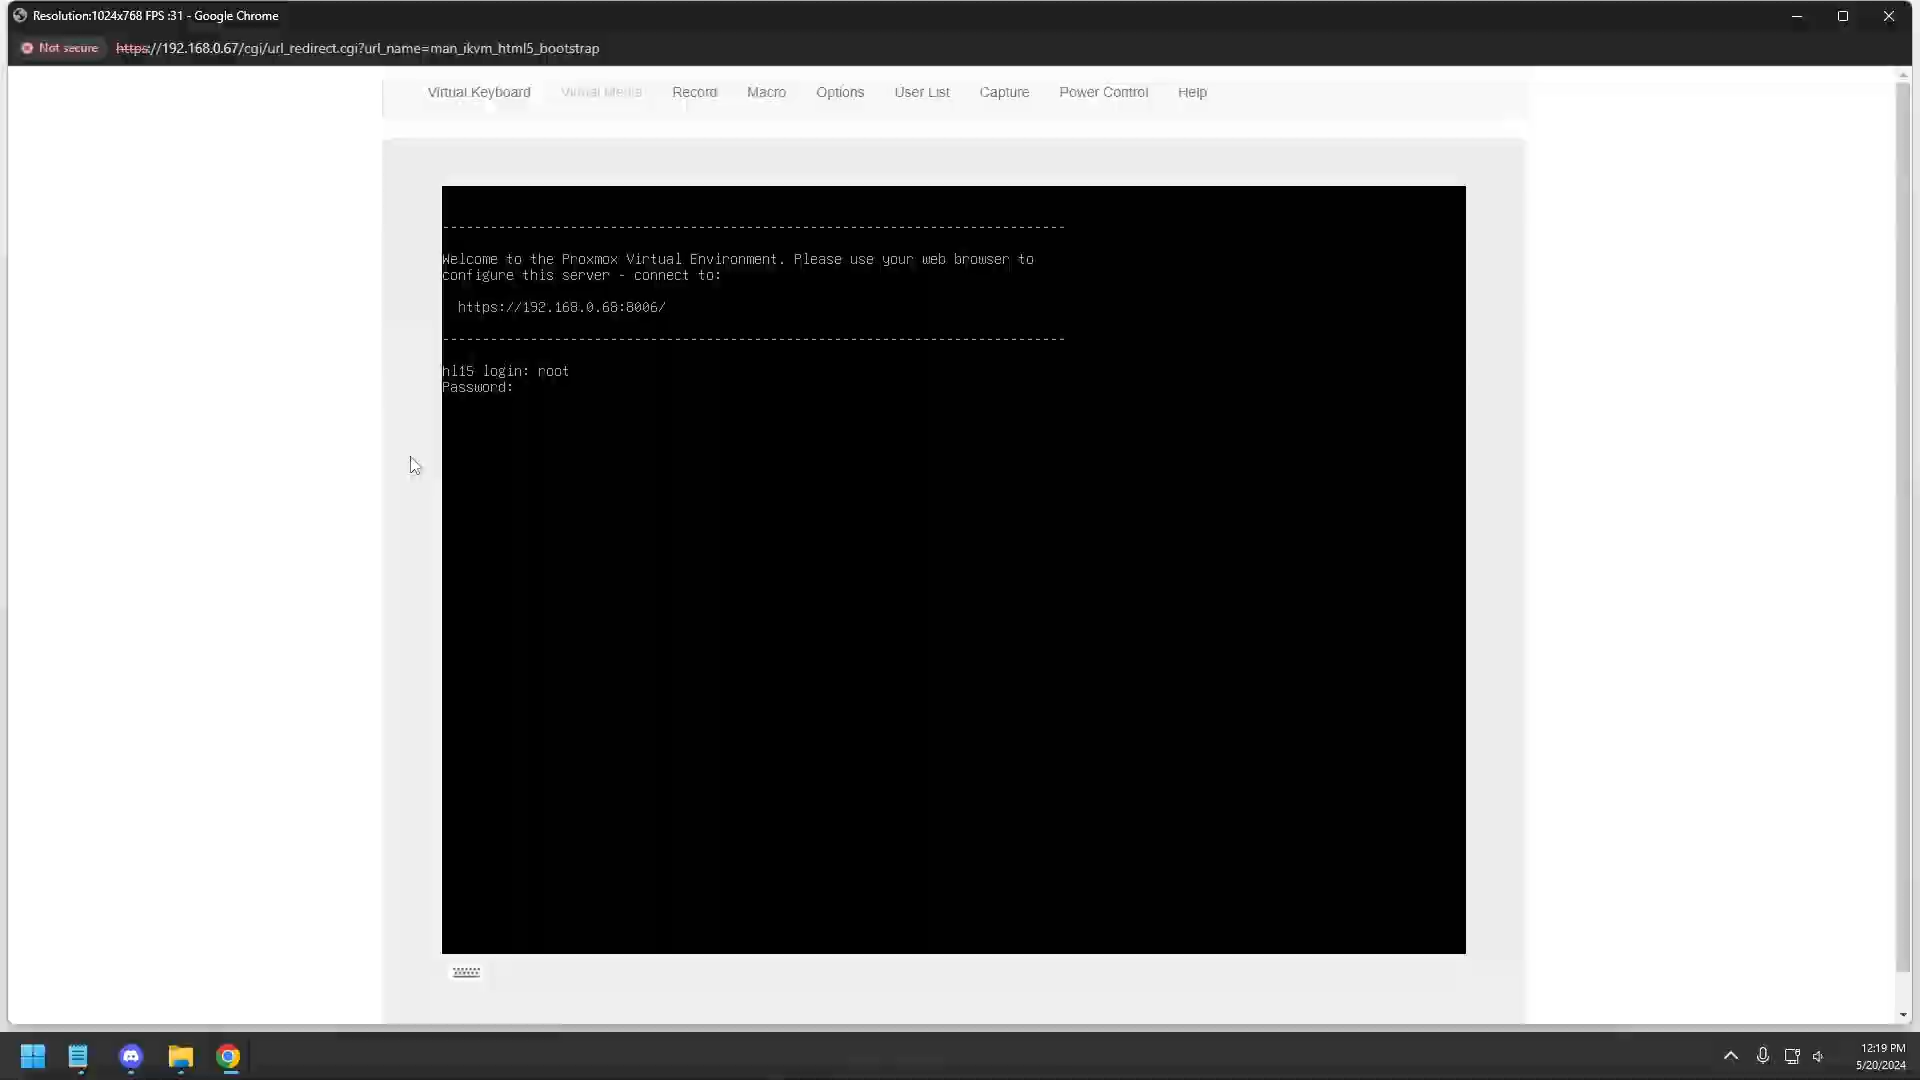 Resolution:1024x768 FPS :31 - Google Chrome
Not secure https://192.168.0.67/cgi/url_redirect.cgi?url_name=man_ikvm_html5_bootstrap
Virtual Keyboard Virtual Media Record Macro Options User List Capture Power Control Help
--------------------------------------------------------------------------------
Welcome to the Proxmox Virtual Environment. Please use your web browser to
configure this server - connect to:
https://192.168.0.68:8006/
--------------------------------------------------------------------------------
hl15 login: root
Password:
12:19 PM
5/20/2024